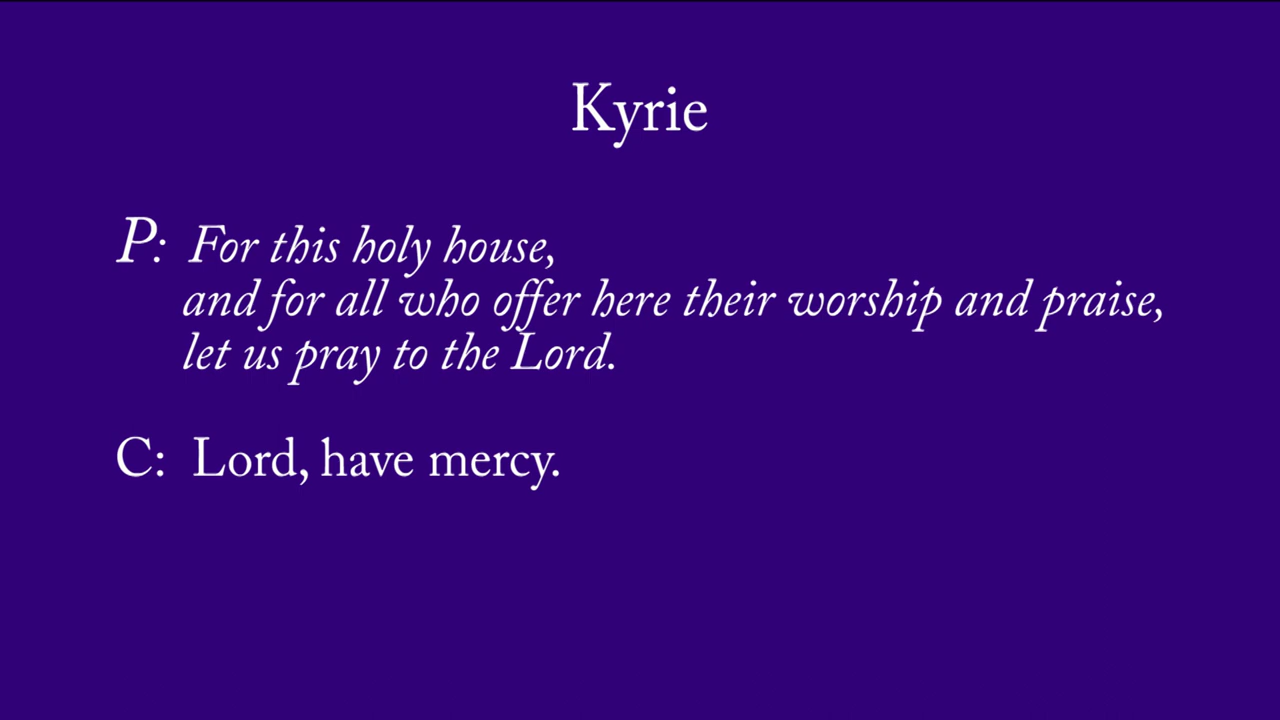 Kyrie
P: For this holy house,
and for all who offer here their worship and praise,
let us pray to the Lord.
C: Lord, have mercy.